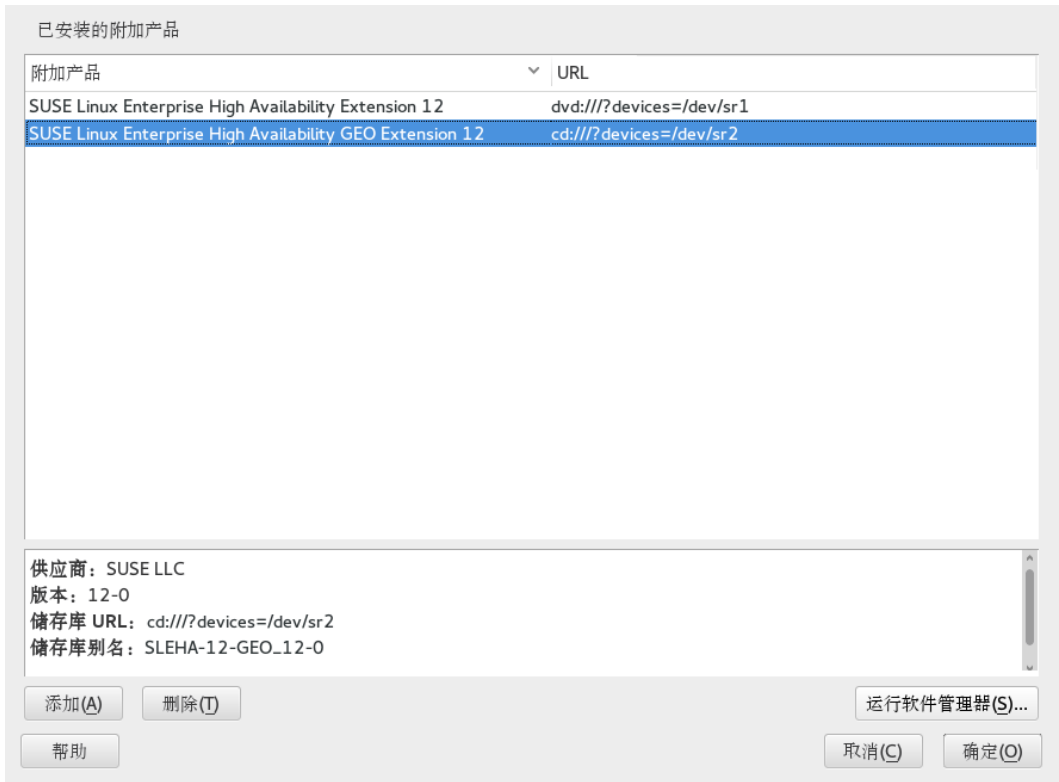 已安装的附加产品
附加产品 URL
SUSE Linux Enterprise High Availability Extension 12 dvd:///?devices=/dev/sr1
SUSE Linux Enterprise High Availability GEO Extension 12 cd:///?devices=/dev/sr2
供应商：SUSE LLC
版本：12-0
储存库 URL：cd:///?devices=/dev/sr2
储存库别名：SLEHA-12-GEO_12-0
添加(A) 删除(T) 运行软件管理器(S)...
帮助 取消(C) 确定(O)